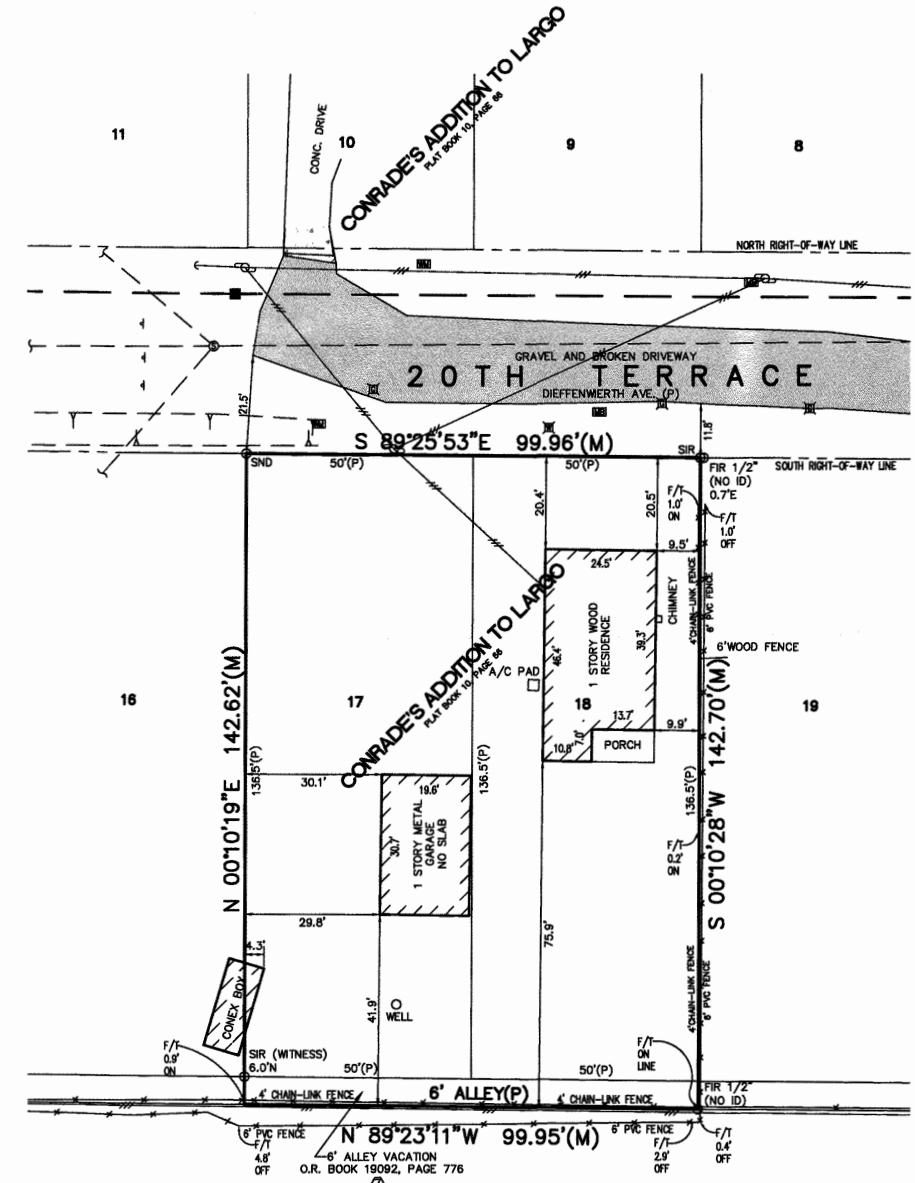 CONRADE'S ADDITION TO LARGO
PLAT BOOK 10, PAGE 66
11
CONC. DRIVE
10
9
8
NORTH RIGHT-OF-WAY LINE
GRAVEL AND BROKEN DRIVEWAY
20TH TERRACE
DIEFFENWIERTH AVE. (P)
21.5'
11.8'
S 89°25'53"E 99.96'(M)
SND
50'(P)
50'(P)
SIR
SOUTH RIGHT-OF-WAY LINE
FIR 1/2"
(NO ID)
0.7'E
F/T
1.0'
ON
F/T
1.0'
OFF
20.4'
20.5'
9.5'
24.5'
CHIMNEY
4'CHAIN-LINK FENCE
6' PVC FENCE
6'WOOD FENCE
1 STORY WOOD
RESIDENCE
46.4'
39.3'
A/C PAD
CONRADE'S ADDITION TO LARGO
PLAT BOOK 10, PAGE 66
16
17
18
19
13.7'
9.9'
10.8'
7.0'
PORCH
N 00°10'19"E 142.62'(M)
S 00°10'28"W 142.70'(M)
136.5'(P)
136.5'(P)
136.5'(P)
30.1'
19.6'
30.7'
1 STORY METAL
GARAGE
NO SLAB
F/T
0.2'
ON
29.8'
4.3'
75.9'
41.9'
CONEX BOX
WELL
4'CHAIN-LINK FENCE
6' PVC FENCE
F/T
0.9'
ON
SIR (WITNESS)
6.0'N
50'(P)
50'(P)
F/T
ON
LINE
4' CHAIN-LINK FENCE
6' ALLEY(P)
4' CHAIN-LINK FENCE
FIR 1/2"
(NO ID)
6' PVC FENCE
F/T
4.8'
OFF
N 89°23'11"W 99.95'(M)
6' PVC FENCE
F/T
2.9'
OFF
F/T
0.4'
OFF
6' ALLEY VACATION
O.R. BOOK 19092, PAGE 776